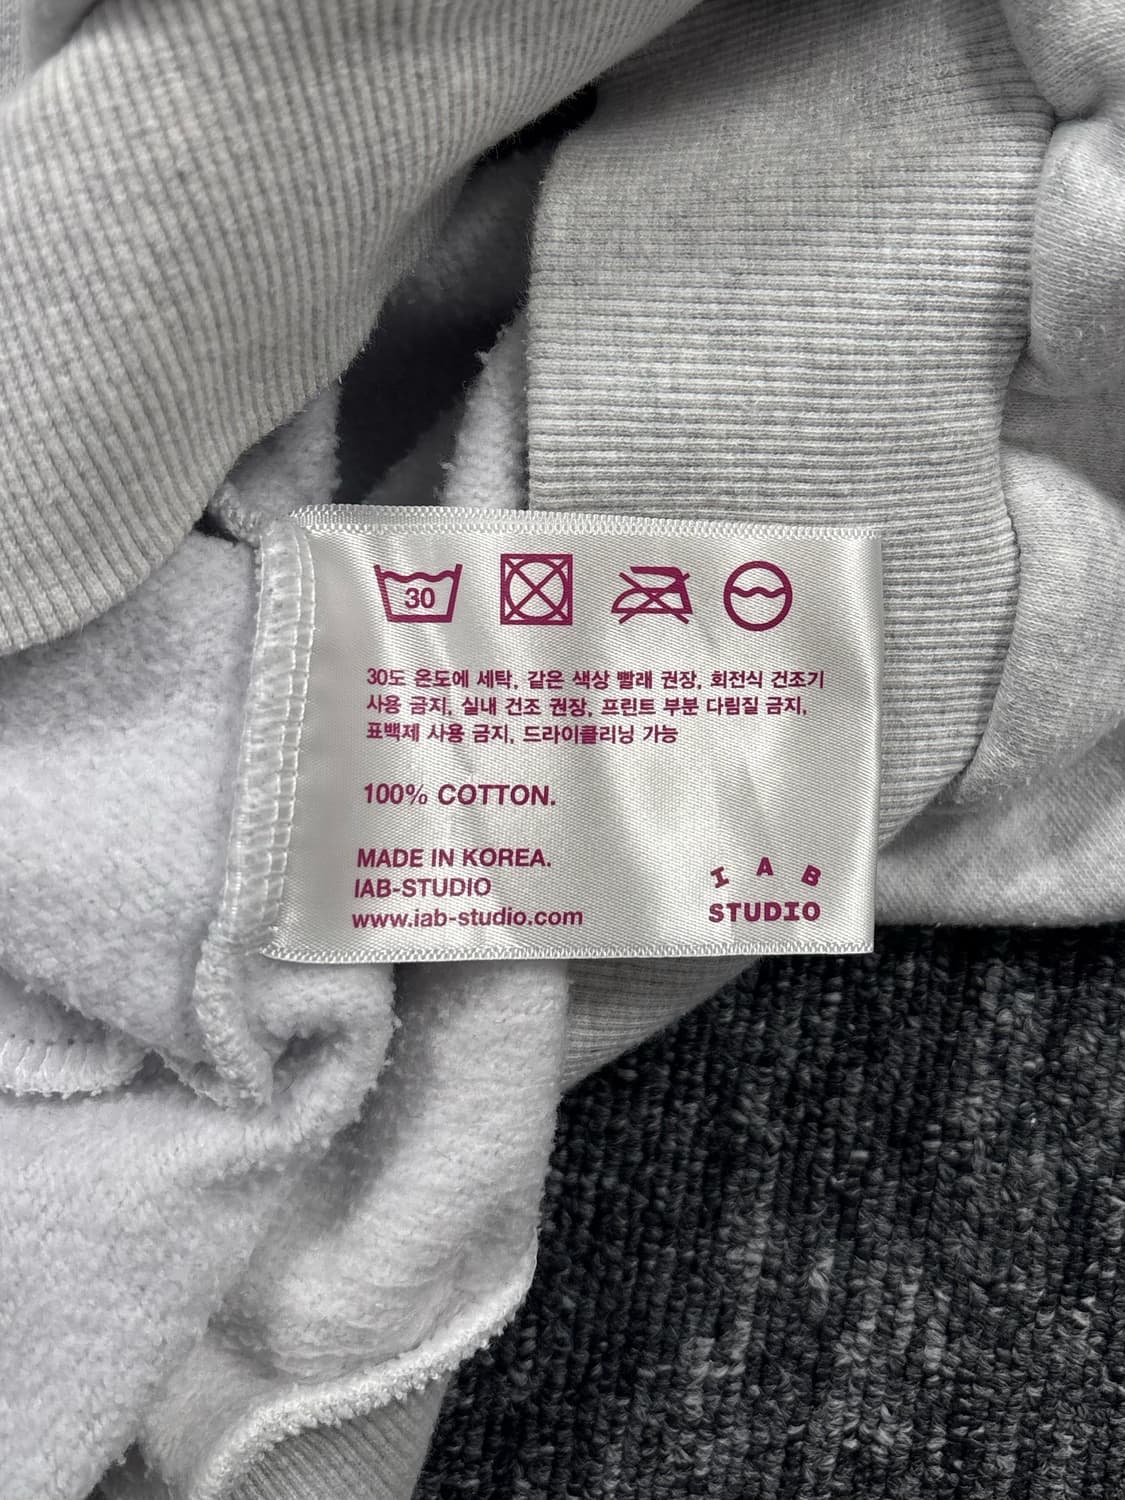 30
30도 온도에 세탁, 같은 색상 빨래 권장, 회전식 건조기
사용 금지, 실내 건조 권장, 프린트 부분 다림질 금지,
표백제 사용 금지, 드라이클리닝 가능
100% COTTON.
MADE IN KOREA.
IAB-STUDIO
www.iab-studio.com
I A B
STUDIO